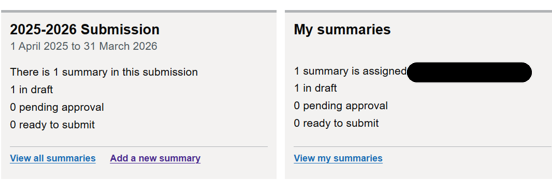 2025-2026 Submission
1 April 2025 to 31 March 2026
There is 1 summary in this submission
1 in draft
0 pending approval
0 ready to submit
View all summaries Add a new summary
My summaries
1 summary is assigned
1 in draft
0 pending approval
0 ready to submit
View my summaries